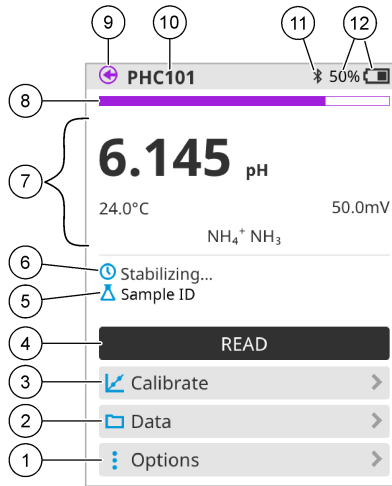 9 10 11 12
PHC101 50%
8
7
6.145 pH
24.0°C 50.0mV
NH₄⁺ NH₃
6 Stabilizing...
5 Sample ID
4 READ
3 Calibrate
2 Data
1 Options